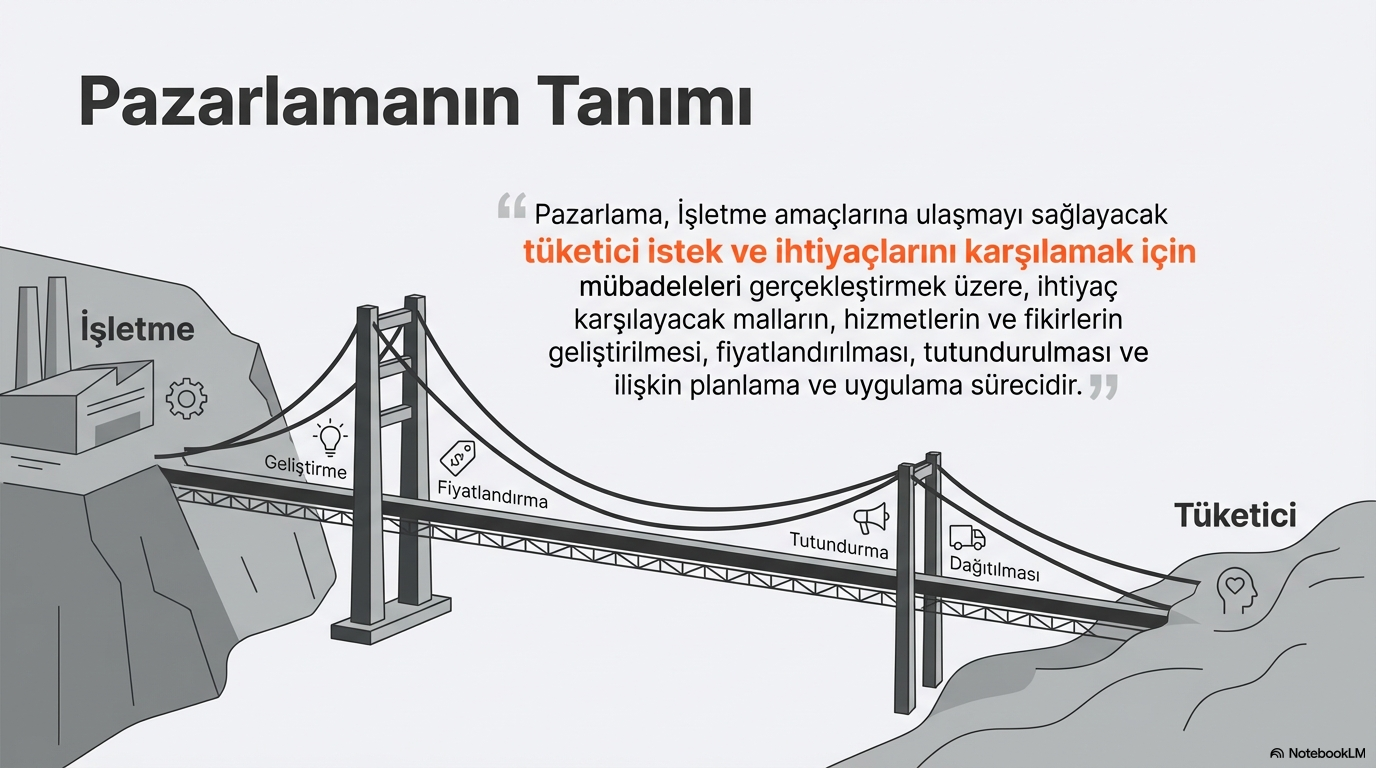 Pazarlamanın Tanımı
“Pazarlama, İşletme amaçlarına ulaşmayı sağlayacak
tüketici istek ve ihtiyaçlarını karşılamak için
mübadeleleri gerçekleştirmek üzere, ihtiyaç
karşılayacak malların, hizmetlerin ve fikirlerin
geliştirilmesi, fiyatlandırılması, tutundurulması ve
ilişkin planlama ve uygulama sürecidir.”
İşletme
Geliştirme
Fiyatlandırma
Tutundurma
Dağıtılması
Tüketici
NotebookLM